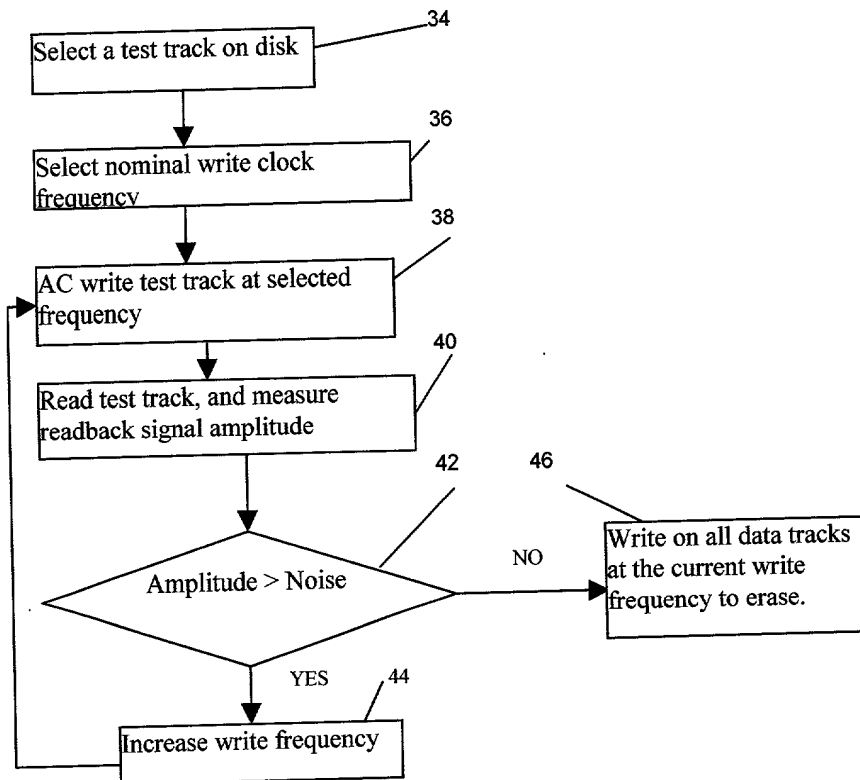 34
Select a test track on disk
36
Select nominal write clock
frequency
38
AC write test track at selected
frequency
40
Read test track, and measure
readback signal amplitude
42
46
Amplitude > Noise
NO
Write on all data tracks
at the current write
frequency to erase.
YES
44
Increase write frequency